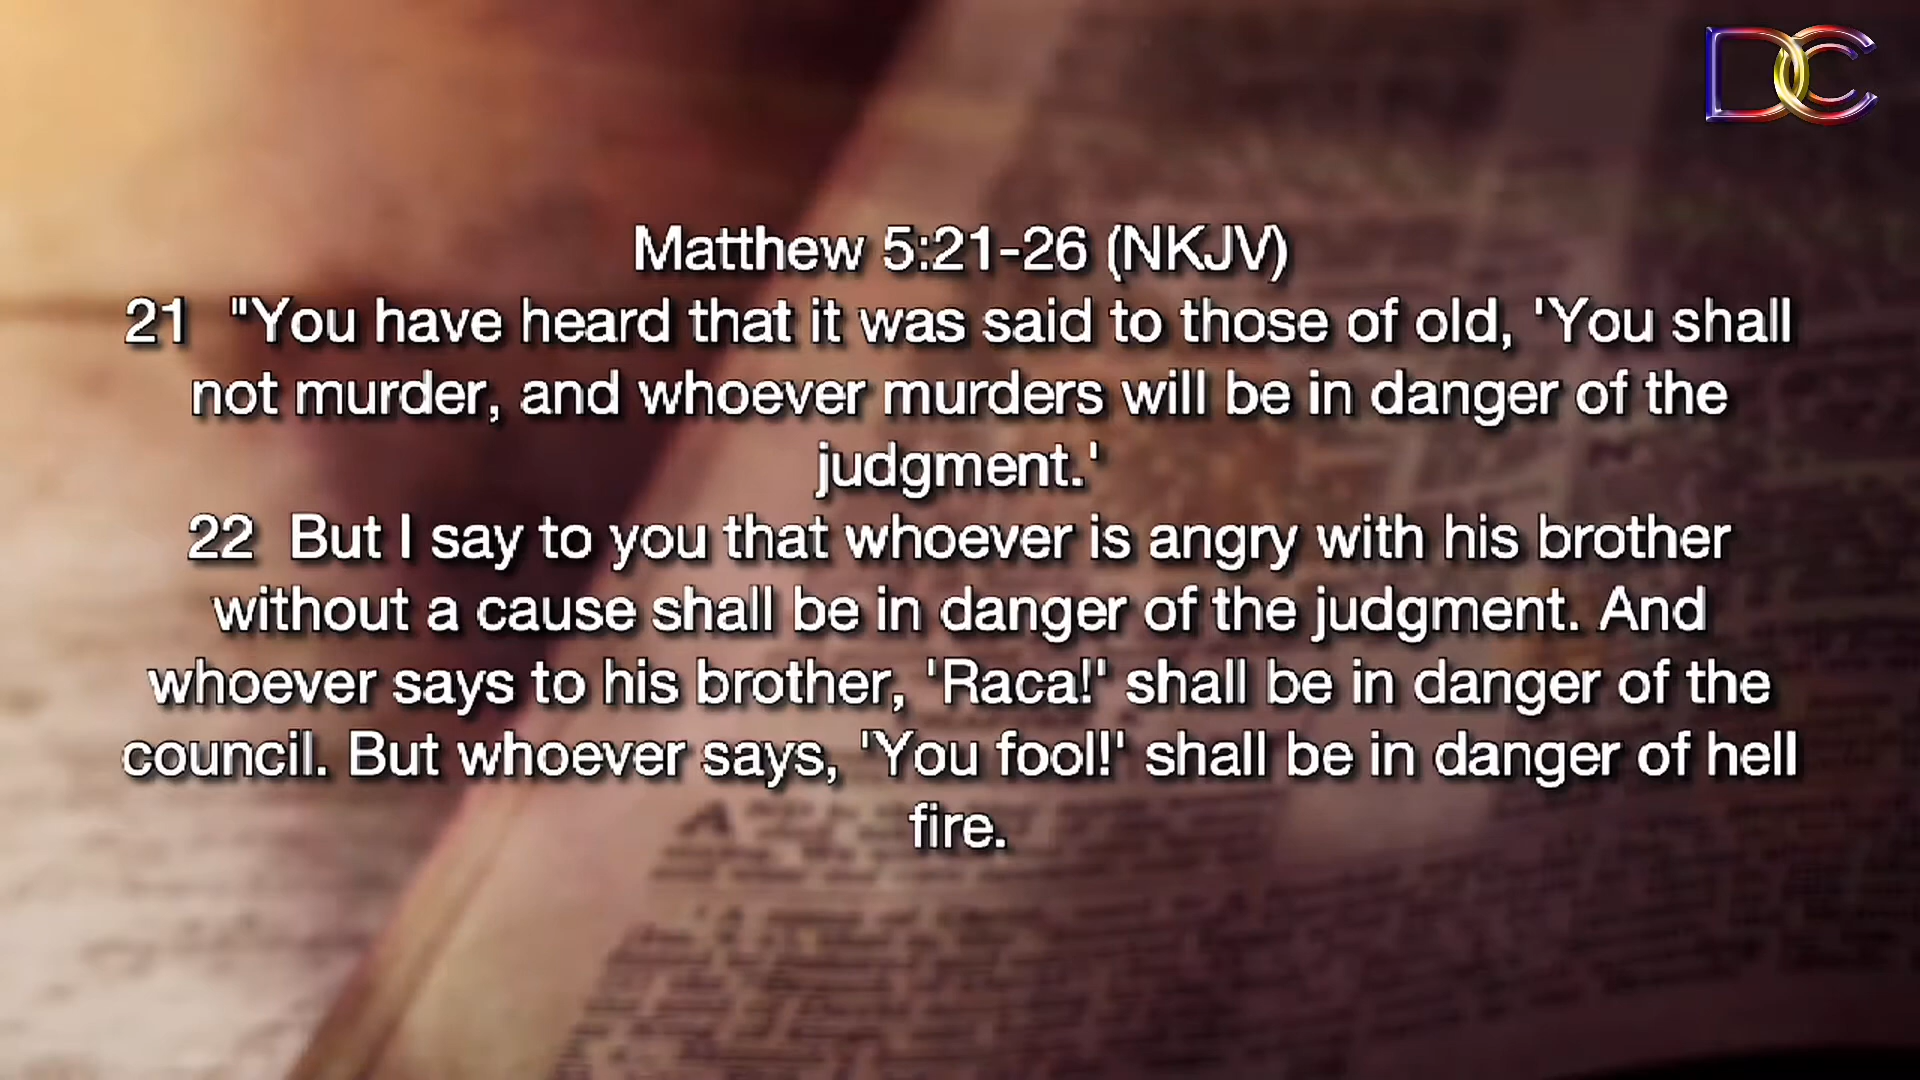 DC
Matthew 5:21-26 (NKJV)
21 "You have heard that it was said to those of old, 'You shall
not murder, and whoever murders will be in danger of the
judgment.'
22 But I say to you that whoever is angry with his brother
without a cause shall be in danger of the judgment. And
whoever says to his brother, 'Raca!' shall be in danger of the
council. But whoever says, 'You fool!' shall be in danger of hell
fire.